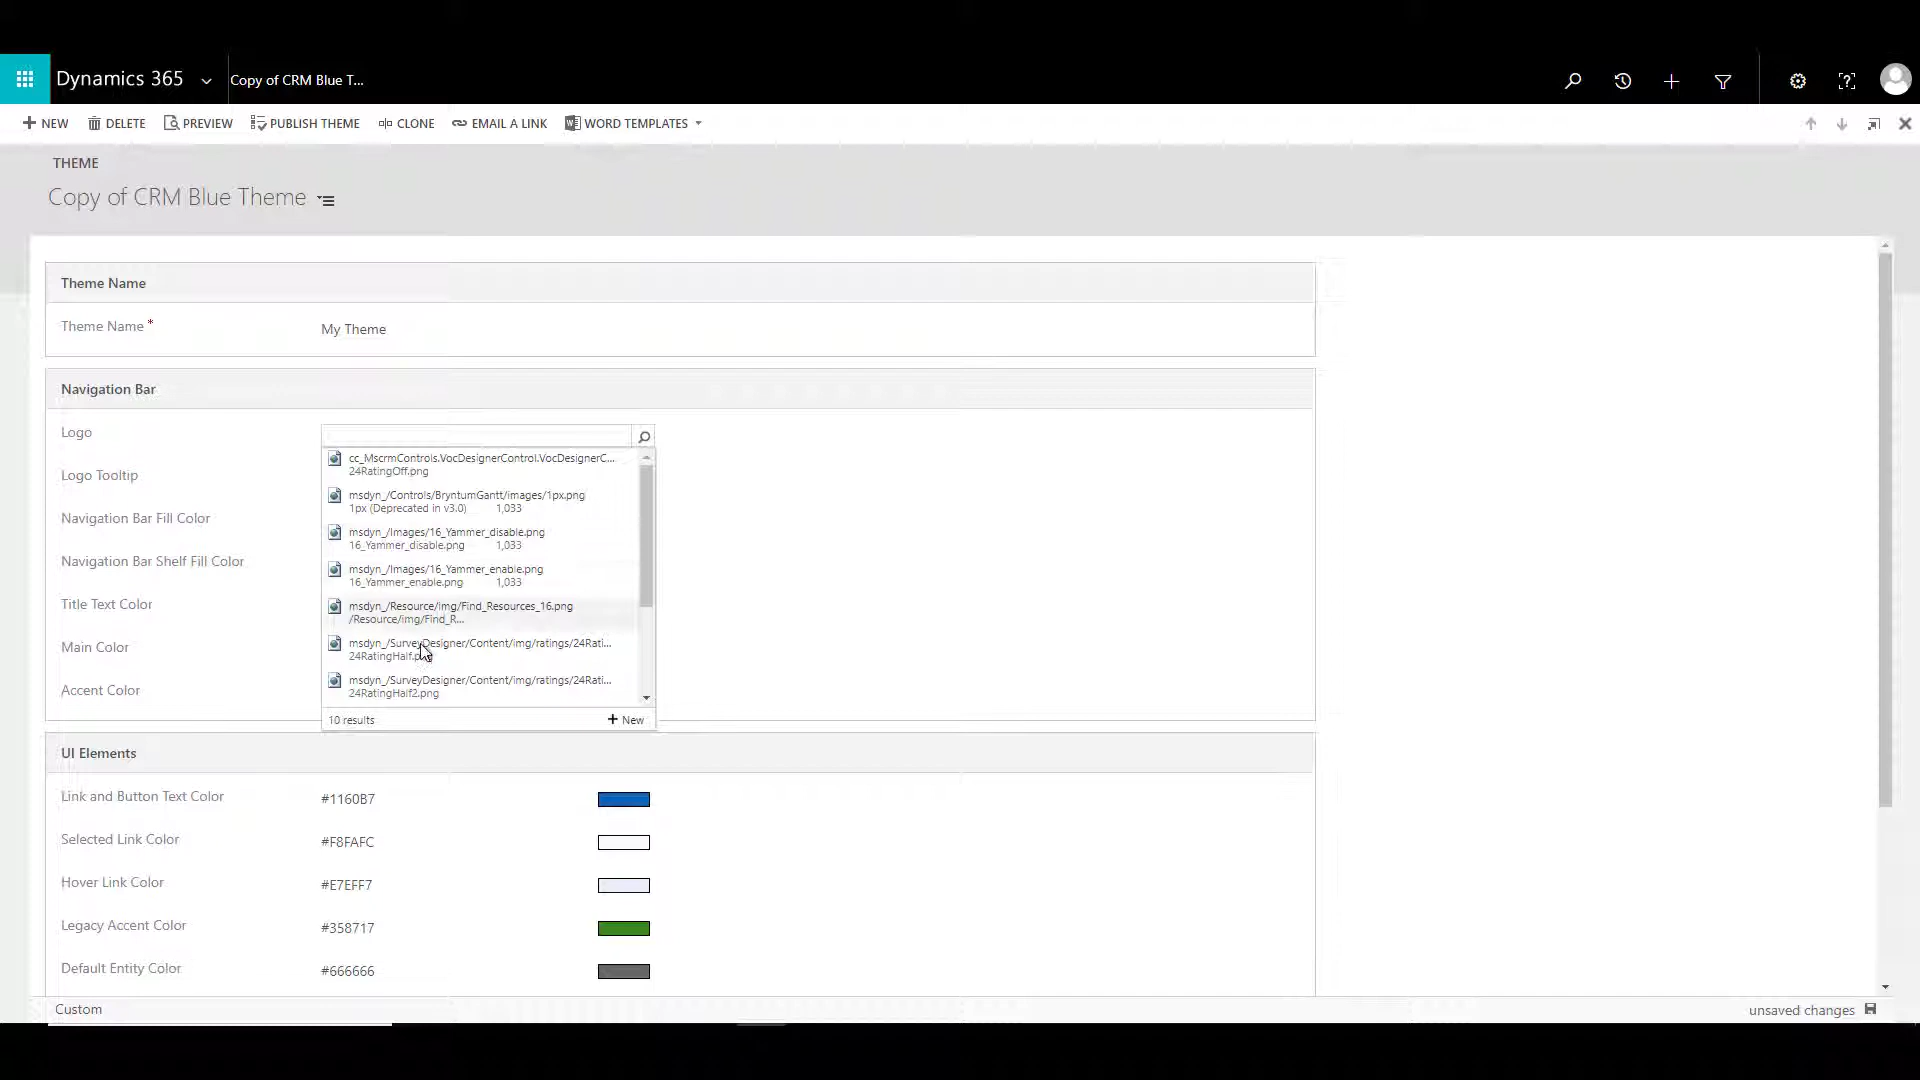 Dynamics 365
Copy of CRM Blue T...
NEW
DELETE
PREVIEW
PUBLISH THEME
CLONE
EMAIL A LINK
WORD TEMPLATES
THEME
Copy of CRM Blue Theme
Theme Name
Theme Name *
My Theme
Navigation Bar
Logo
Logo Tooltip
Navigation Bar Fill Color
Navigation Bar Shelf Fill Color
Title Text Color
Main Color
Accent Color
cc_MscrmControls.VocDesignerControl.VocDesignerC...
24RatingOff.png
msdyn_/Controls/BryntumGantt/images/1px.png
1px (Deprecated in v3.0) 1,033
msdyn_/Images/16_Yammer_disable.png
16_Yammer_disable.png 1,033
msdyn_/Images/16_Yammer_enable.png
16_Yammer_enable.png 1,033
msdyn_/Resource/img/Find_Resources_16.png
/Resource/img/Find_R...
msdyn_/SurveyDesigner/Content/img/ratings/24Rati...
24RatingHalf.png
msdyn_/SurveyDesigner/Content/img/ratings/24Rati...
24RatingHalf2.png
10 results
New
UI Elements
Link and Button Text Color #1160B7
Selected Link Color #F8FAFC
Hover Link Color #E7EFF7
Legacy Accent Color #358717
Default Entity Color #666666
Custom
unsaved changes